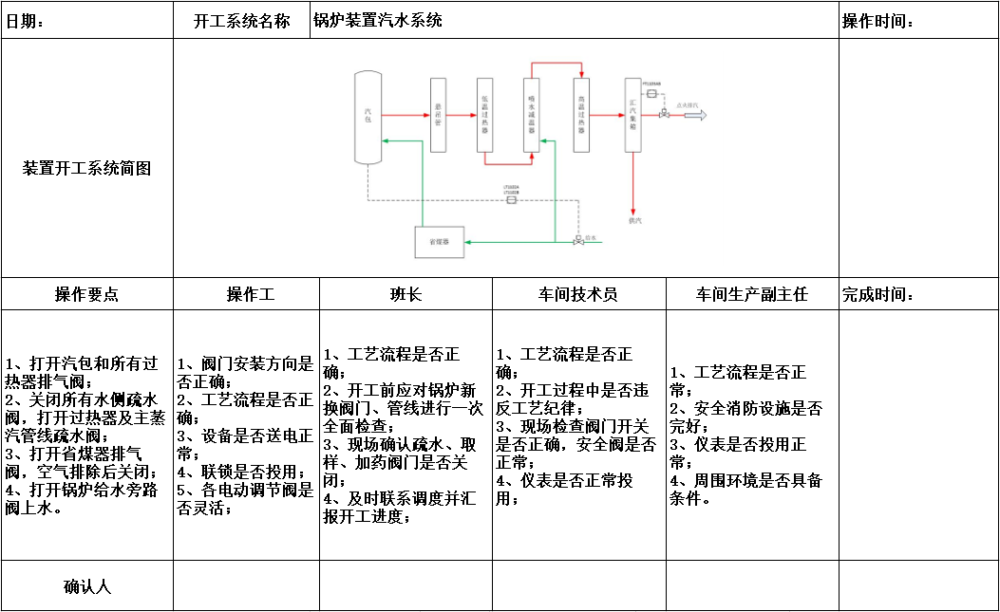 日期：
开工系统名称
锅炉装置汽水系统
操作时间：
装置开工系统简图
汽包
悬吊管
低温过热器
喷水减温器
高温过热器
汇汽集箱
点火排汽
供汽
省煤器
给水
操作要点
操作工
班长
车间技术员
车间生产副主任
完成时间：
1、打开汽包和所有过
热器排气阀；
2、关闭所有水侧疏水
阀，打开过热器及主蒸
汽管线疏水阀；
3、打开省煤器排气
阀，空气排除后关闭；
4、打开锅炉给水旁路
阀上水。
1、阀门安装方向是
否正确；
2、工艺流程是否正
确；
3、设备是否送电正
常；
4、联锁是否投用；
5、各电动调节阀是
否灵活；
1、工艺流程是否正
确；
2、开工前应对锅炉新
换阀门、管线进行一次
全面检查；
3、现场确认疏水、取
样、加药阀门是否关
闭；
4、及时联系调度并汇
报开工进度；
1、工艺流程是否正
确；
2、开工过程中是否违
反工艺纪律；
3、现场检查阀门开关
是否正确，安全阀是否
正常；
4、仪表是否正常投
用；
1、工艺流程是否正
常；
2、安全消防设施是否
完好；
3、仪表是否投用正
常；
4、周围环境是否具备
条件。
确认人